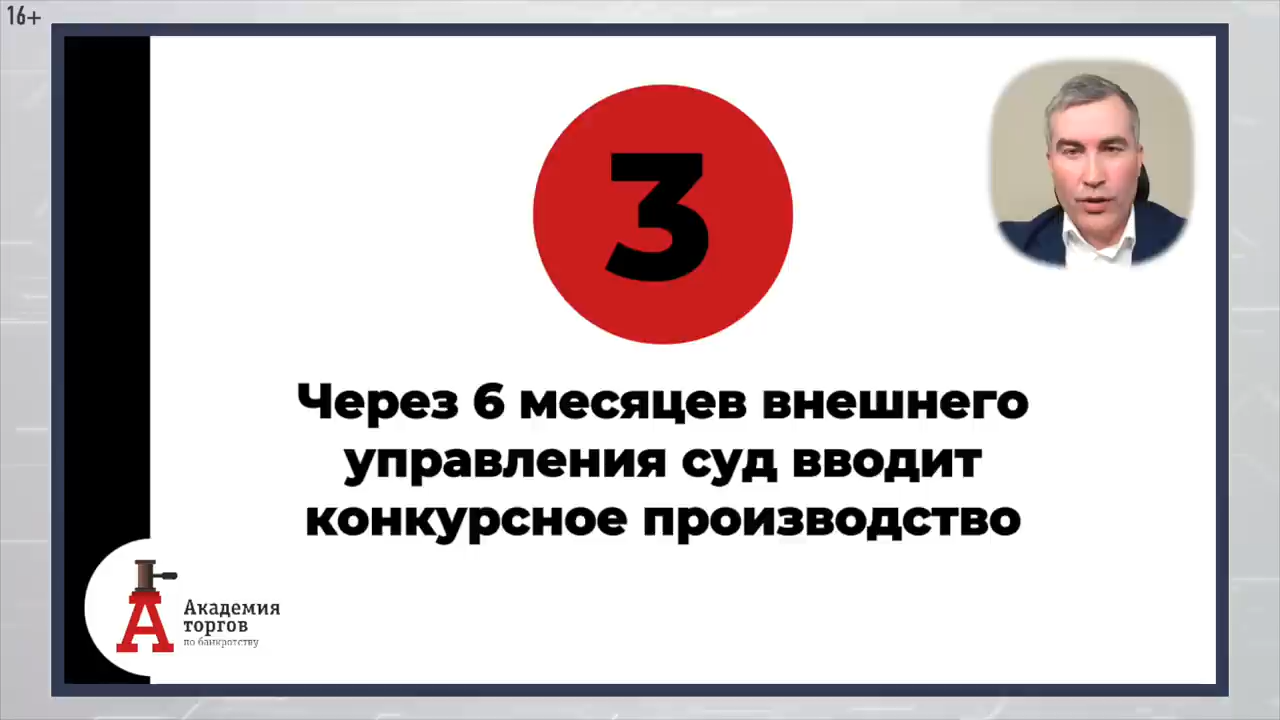 16+
3
Через 6 месяцев внешнего
управления суд вводит
конкурсное производство
Академия
торгов
по банкротству